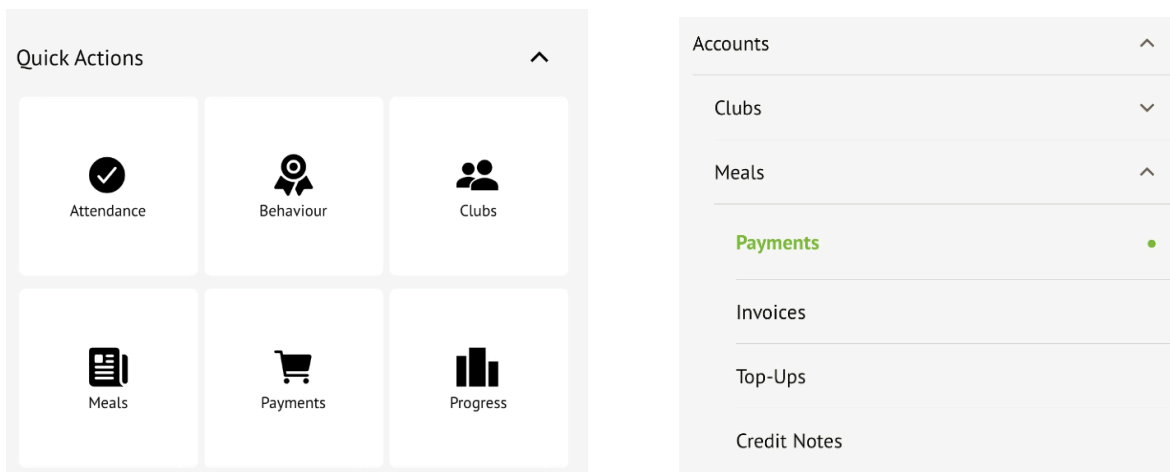 Quick Actions
Attendance
Behaviour
Clubs
Meals
Payments
Progress
Accounts
Clubs
Meals
Payments
Invoices
Top-Ups
Credit Notes